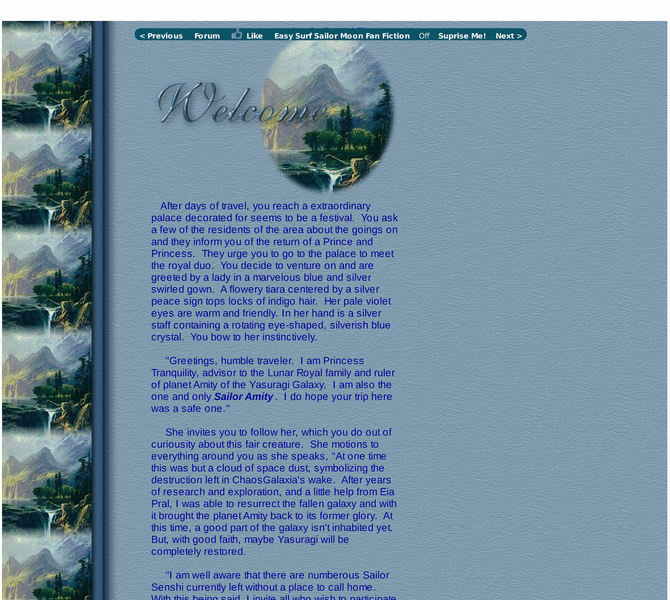 < Previous Forum Like Easy Surf Sailor Moon Fan Fiction Off Suprise Me! Next >
Welcome
After days of travel, you reach a extraordinary
palace decorated for seems to be a festival. You ask
a few of the residents of the area about the goings on
and they inform you of the return of a Prince and
Princess. They urge you to go to the palace to meet
the royal duo. You decide to venture on and are
greeted by a lady in a marvelous blue and silver
swirled gown. A flowery tiara centered by a silver
peace sign tops locks of indigo hair. Her pale violet
eyes are warm and friendly. In her hand is a silver
staff containing a rotating eye-shaped, silverish blue
crystal. You bow to her instinctively.
"Greetings, humble traveler. I am Princess
Tranquility, advisor to the Lunar Royal family and ruler
of planet Amity of the Yasuragi Galaxy. I am also the
one and only Sailor Amity . I do hope your trip here
was a safe one."
She invites you to follow her, which you do out of
curiosity about this fair creature. She motions to
everything around you as she speaks, "At one time
this was but a cloud of space dust, symbolizing the
destruction left in ChaosGalaxia's wake. After years
of research and exploration, and a little help from Eia
Pral, I was able to resurrect the fallen galaxy and with
it brought the planet Amity back to its former glory. At
this time, a good part of the galaxy isn't inhabited yet.
But, with good faith, maybe Yasuragi will be
completely restored.
"I am well aware that there are numberous Sailor
Senshi currently left without a place to call home.
With this being said, I invite all who wish to participate